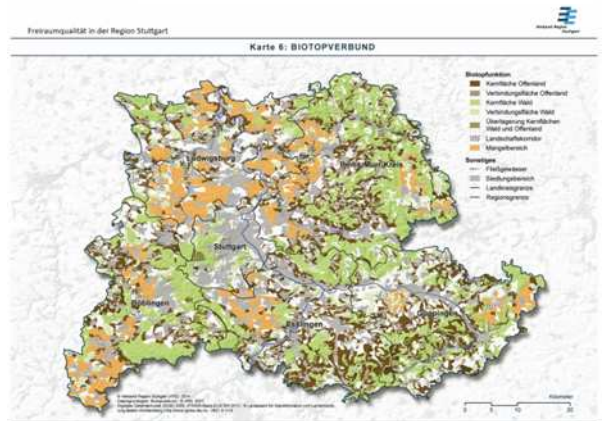 Freiraumqualität in der Region Stuttgart
Verband Region
Stuttgart
Karte 6: BIOTOPVERBUND
Biotopfunktion
Kernfläche Offenland
Verbindungsfläche Offenland
Kernfläche Wald
Verbindungsfläche Wald
Überlagerung Kernflächen
Wald und Offenland
Landschaftskorridor
Mangelbereich
Sonstiges
Fließgewässer
Siedlungsbereich
Landkreisgrenze
Regionsgrenze
Ludwigsburg
Rems-Murr-Kreis
Stuttgart
Böblingen
Esslingen
Göppingen
Kilometer
0 5 10 20